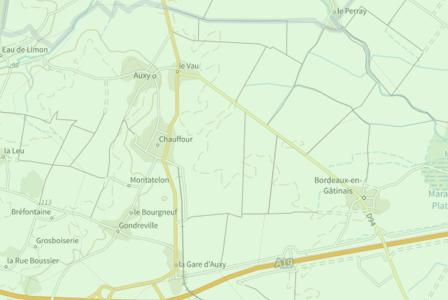 le Perray
Eau de Limon
le Vau
Auxy
Chauffour
la Leu
Montatelon
Bordeaux-en-
Gâtinais
Bréfontaine
le Bourgneuf
D94
Gondreville
Grosboiserie
la Rue Boussier
la Gare d'Auxy
A19